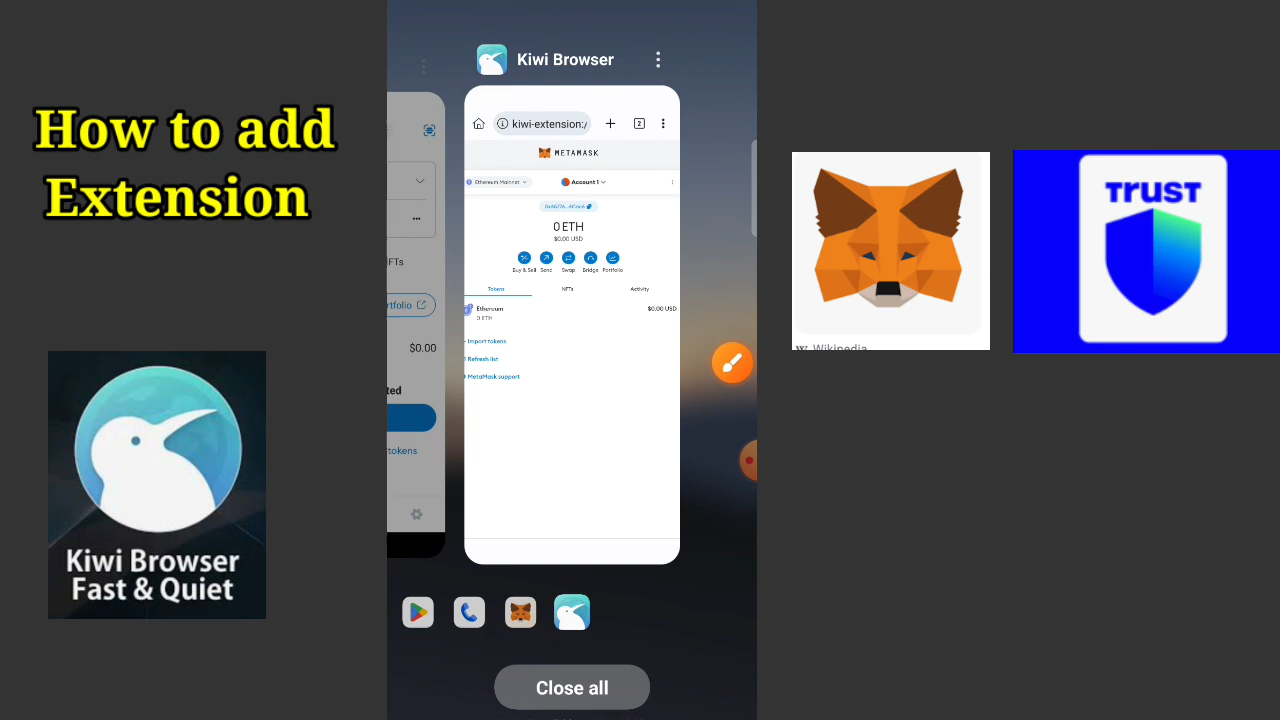 How to add
Extension
Kiwi Browser
Fast & Quiet
Kiwi Browser
kiwi-extension:/
2
METAMASK
Ethereum Mainnet
Account 1
0 ETH
$0.00 USD
Buy & Sell
Send
Swap
Bridge
Portfolio
Tokens
NFTs
Activity
Ethereum
$0.00 USD
0 ETH
Import tokens
Refresh list
MetaMask support
FTs
rtfolio
$0.00
ted
tokens
Close all
W Wikipedia
TRUST